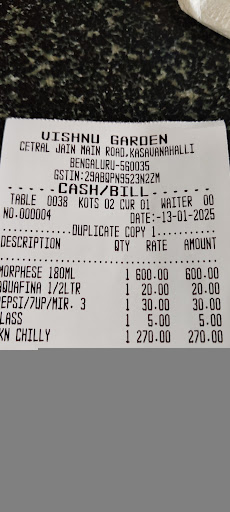 VISHNU GARDEN
CETRAL JAIN MAIN ROAD,KASAVANAHALLI
BENGALURU-560035
GSTIN:29ABQPN9523N2ZM
------CASH/BILL------
TABLE 0038 KOTS 02 CUR 01 WAITER 00
NO.000004 DATE:-13-01-2025
............DUPLICATE COPY 1............
DESCRIPTION QTY RATE AMOUNT
MORPHESE 180ML 1 600.00 600.00
AQUAFINA 1/2LTR 1 20.00 20.00
PEPSI/7UP/MIR. 3 1 30.00 30.00
LASS 1 5.00 5.00
KN CHILLY 1 270.00 270.00